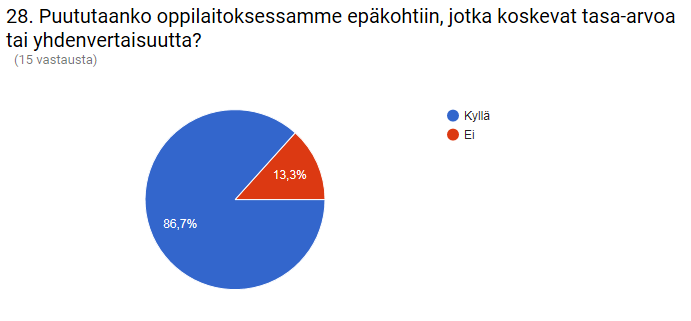 28. Puututaanko oppilaitoksessamme epäkohtiin, jotka koskevat tasa-arvoa
tai yhdenvertaisuutta?
(15 vastausta)
Kyllä
Ei
13,3%
86,7%